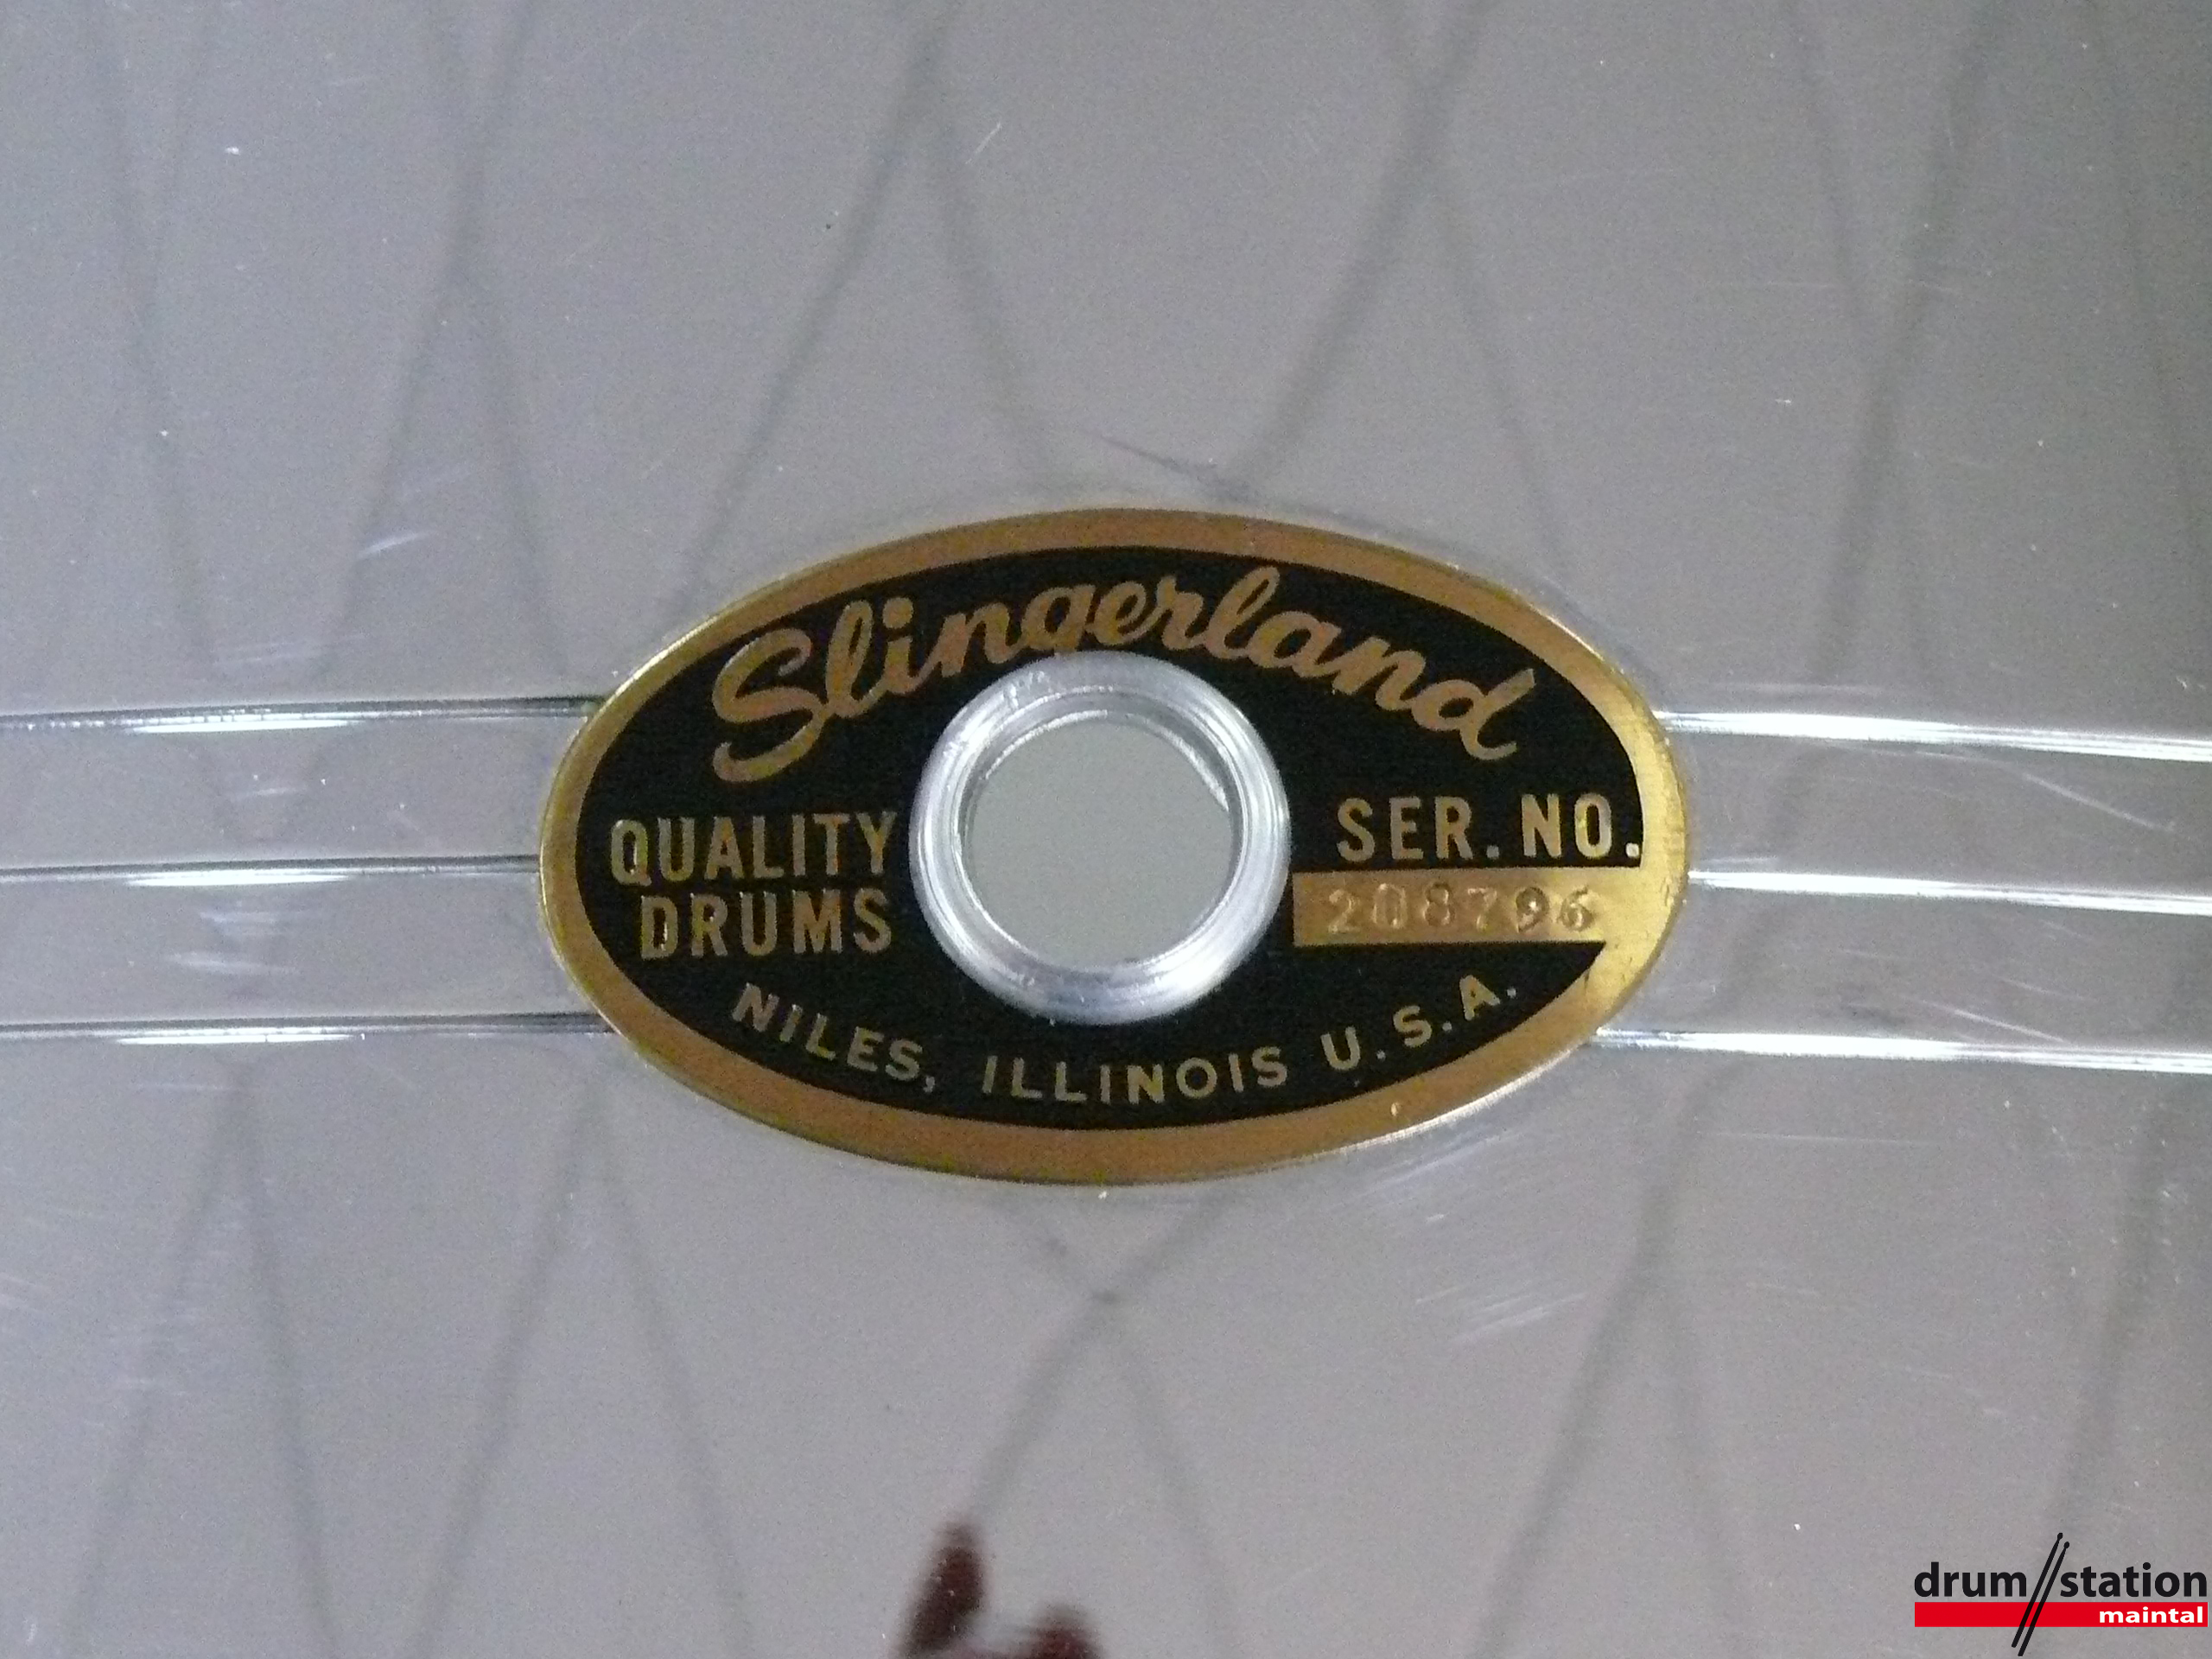 Slingerland
QUALITY
DRUMS
SER. NO.
208796
NILES, ILLINOIS U.S.A.
drum//station
maintal